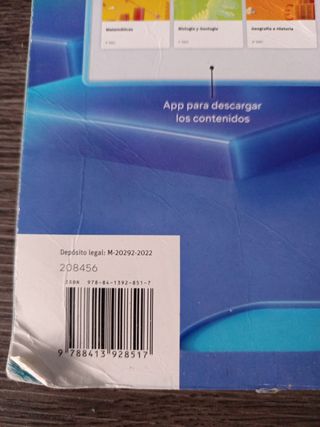 Matemáticas
Biología y Geología
Geografía e Historia
App para descargar
los contenidos
Depósito legal: M-20292-2022
208456
ISBN 978-84-1392-851-7
9 788413 928517